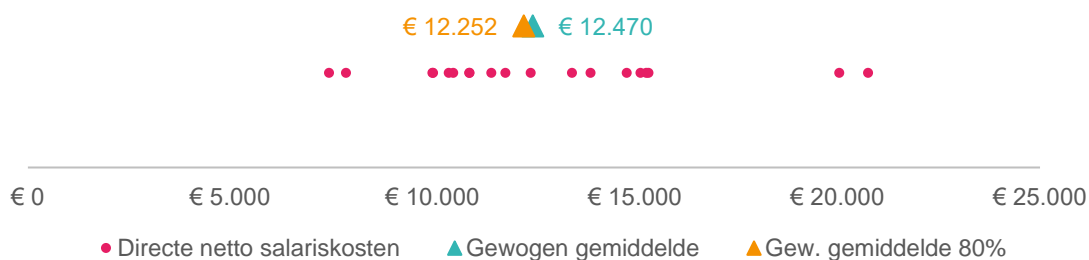 € 12.252 € 12.470
€ 0 € 5.000 € 10.000 € 15.000 € 20.000 € 25.000
Directe netto salariskosten Gewogen gemiddelde Gew. gemiddelde 80%